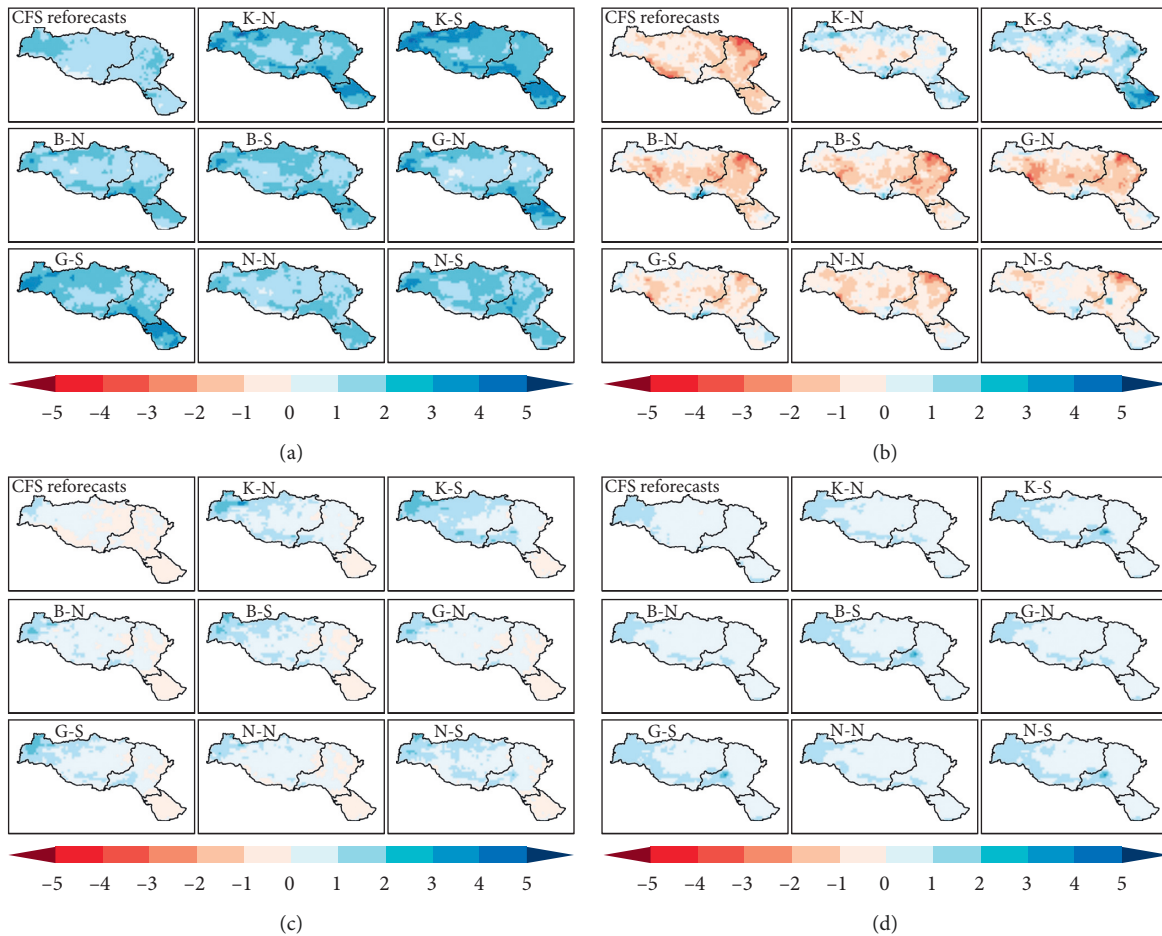 CFS reforecasts K-N K-S
B-N B-S G-N
G-S N-N N-S
–5 –4 –3 –2 –1 0 1 2 3 4 5
(a)
CFS reforecasts K-N K-S
B-N B-S G-N
G-S N-N N-S
–5 –4 –3 –2 –1 0 1 2 3 4 5
(b)
CFS reforecasts K-N K-S
B-N B-S G-N
G-S N-N N-S
–5 –4 –3 –2 –1 0 1 2 3 4 5
(c)
CFS reforecasts K-N K-S
B-N B-S G-N
G-S N-N N-S
–5 –4 –3 –2 –1 0 1 2 3 4 5
(d)